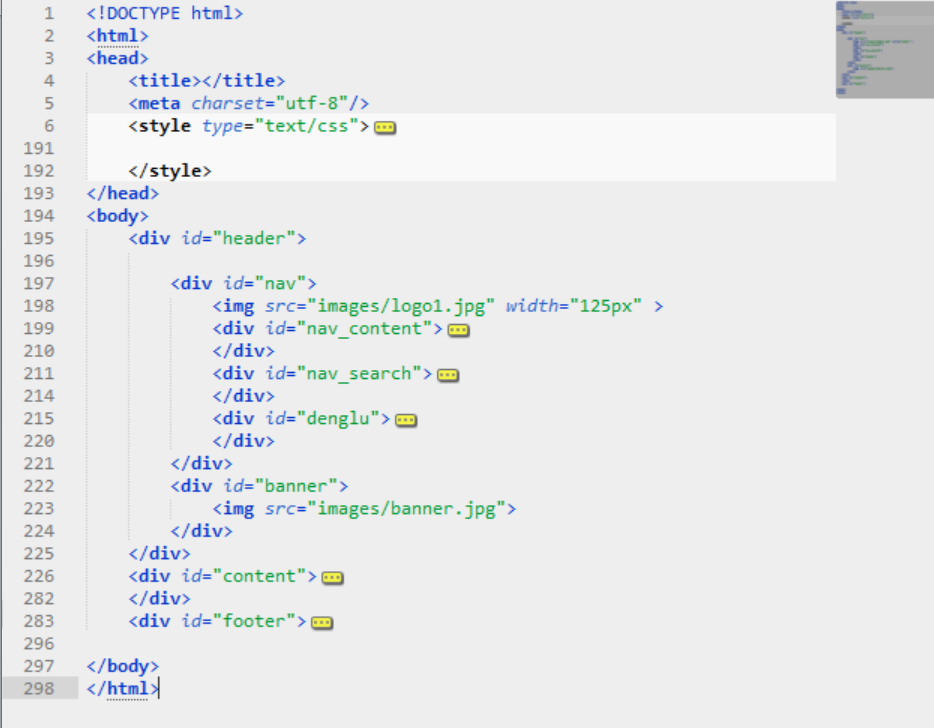 1 <!DOCTYPE html>
2 <html>
3 <head>
4     <title></title>
5     <meta charset="utf-8"/>
6     <style type="text/css">
191
192     </style>
193 </head>
194 <body>
195     <div id="header">
196
197         <div id="nav">
198             <img src="images/logo1.jpg" width="125px" >
199             <div id="nav_content">
210             </div>
211             <div id="nav_search">
214             </div>
215             <div id="denglu">
220             </div>
221         </div>
222         <div id="banner">
223             <img src="images/banner.jpg">
224         </div>
225     </div>
226     <div id="content">
282     </div>
283     <div id="footer">
296
297 </body>
298 </html>